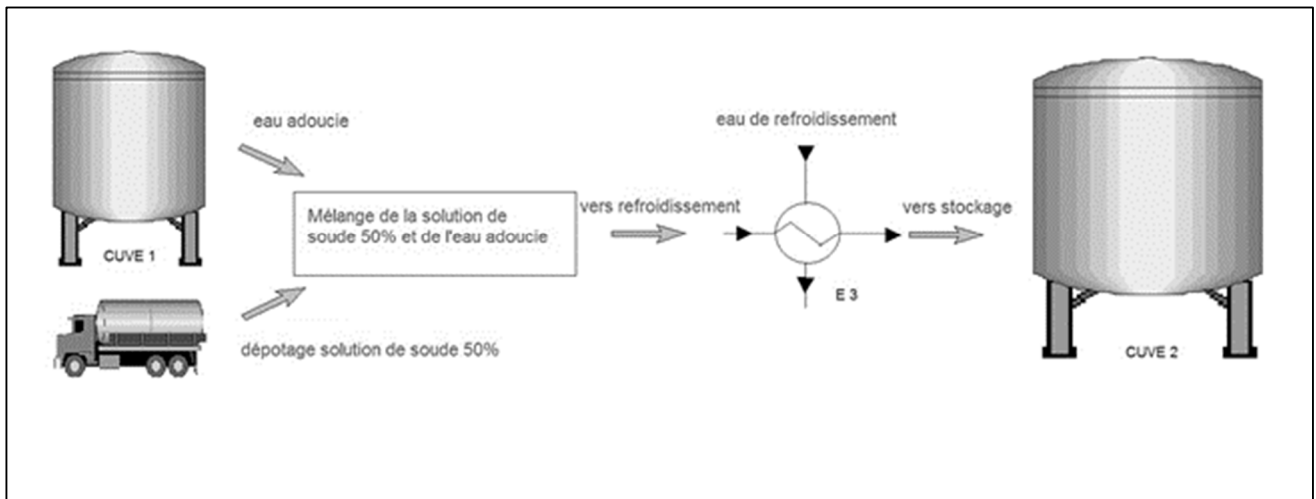 eau adoucie
eau de refroidissement
Mélange de la solution de
soude 50% et de l'eau adoucie
vers refroidissement
vers stockage
CUVE 1
E 3
dépotage solution de soude 50%
CUVE 2